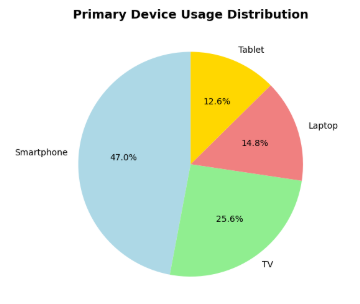 Primary Device Usage Distribution
Tablet
12.6%
Laptop
14.8%
Smartphone
47.0%
25.6%
TV